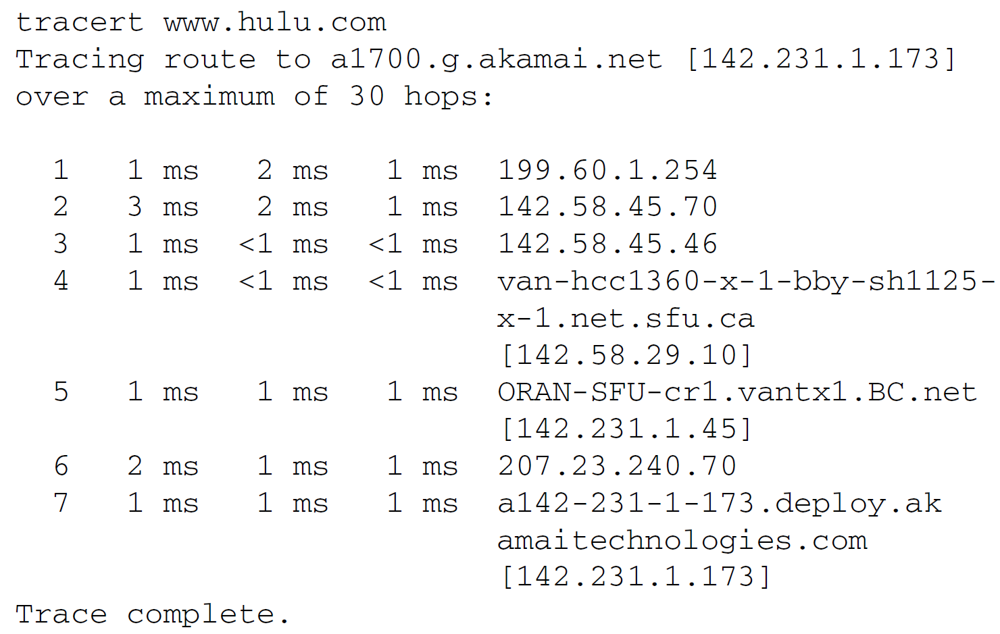 tracert www.hulu.com
Tracing route to a1700.g.akamai.net [142.231.1.173]
over a maximum of 30 hops:
1 1 ms 2 ms 1 ms 199.60.1.254
2 3 ms 2 ms 1 ms 142.58.45.70
3 1 ms <1 ms <1 ms 142.58.45.46
4 1 ms <1 ms <1 ms van-hcc1360-x-1-bby-sh1125-
x-1.net.sfu.ca
[142.58.29.10]
5 1 ms 1 ms 1 ms ORAN-SFU-cr1.vantx1.BC.net
[142.231.1.45]
6 2 ms 1 ms 1 ms 207.23.240.70
7 1 ms 1 ms 1 ms a142-231-1-173.deploy.ak
amaitechnologies.com
[142.231.1.173]
Trace complete.